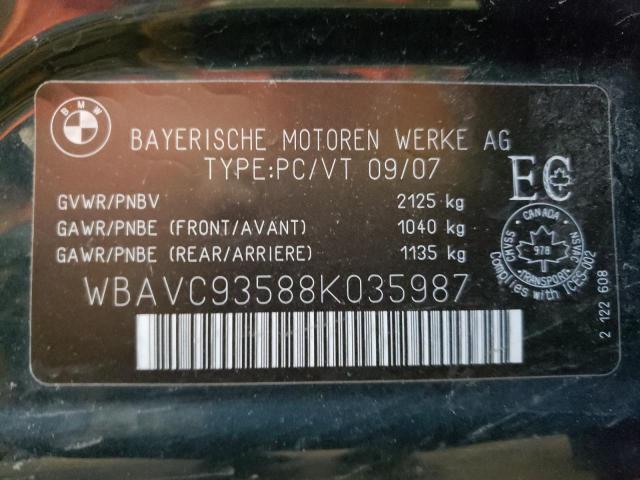 BMW
BAYERISCHE MOTOREN WERKE AG
TYPE:PC/VT 09/07
EC
GVWR/PNBV 2125 kg
GAWR/PNBE (FRONT/AVANT) 1040 kg
GAWR/PNBE (REAR/ARRIERE) 1135 kg
CANADA
CMVSS NSVAC
978
TRANSPORT
Complies with ICES-002
WBAVC93588K035987
2 122 608